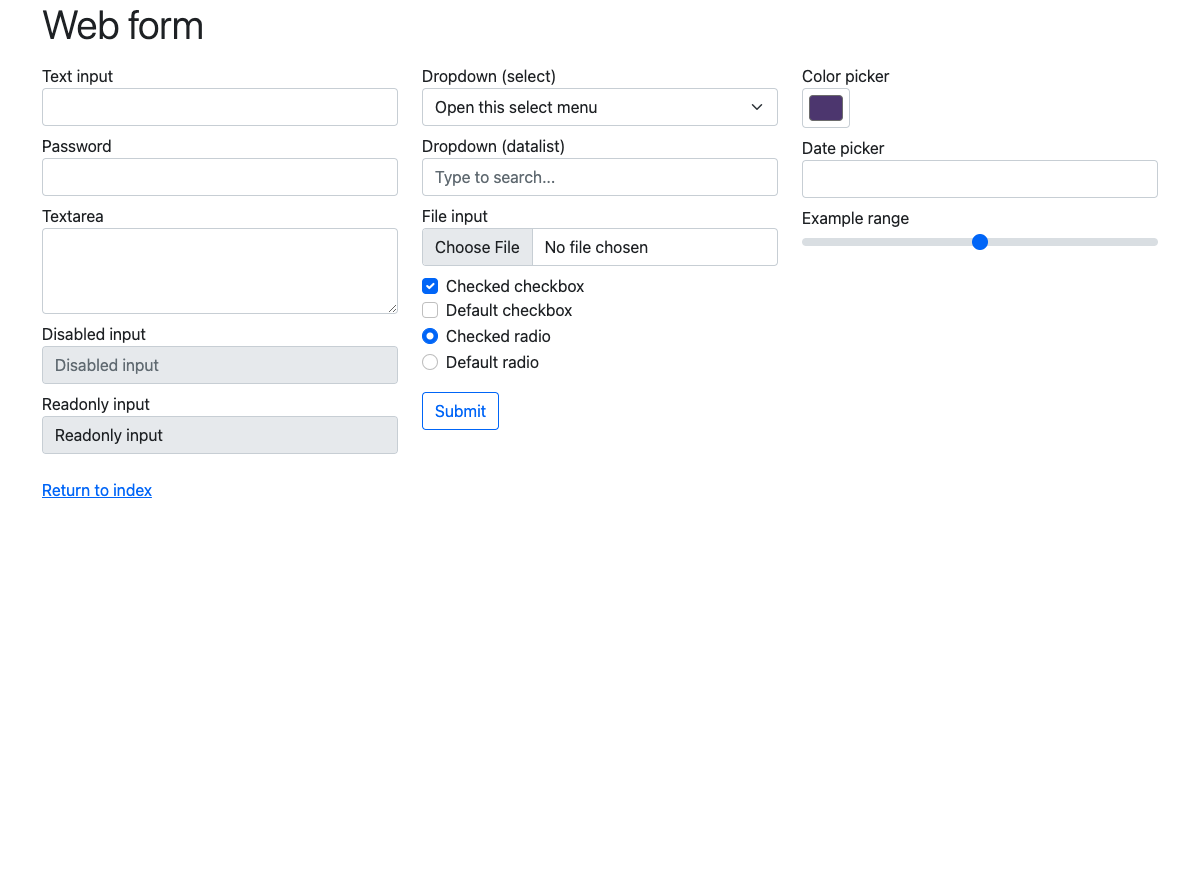 Web form
Text input
Password
Textarea
Disabled input
Disabled input
Readonly input
Readonly input
Return to index
Dropdown (select)
Open this select menu
Dropdown (datalist)
Type to search...
File input
Choose File No file chosen
Checked checkbox
Default checkbox
Checked radio
Default radio
Submit
Color picker
Date picker
Example range